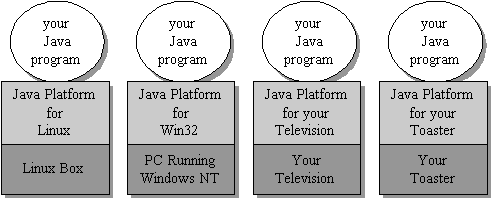 your
Java
program
Java Platform
for
Linux
Linux Box
your
Java
program
Java Platform
for
Win32
PC Running
Windows NT
your
Java
program
Java Platform
for your
Television
Your
Television
your
Java
program
Java Platform
for your
Toaster
Your
Toaster